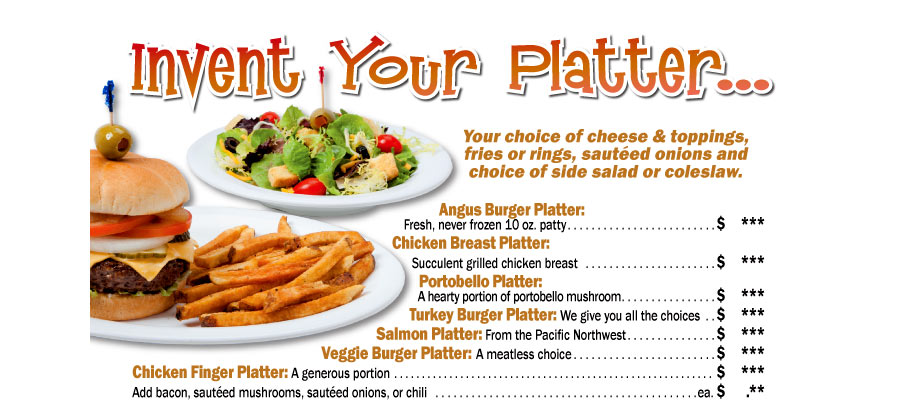 Invent Your Platter...
Your choice of cheese & toppings,
fries or rings, sautéed onions and
choice of side salad or coleslaw.
Angus Burger Platter:
Fresh, never frozen 10 oz. patty........................$ ***
Chicken Breast Platter:
Succulent grilled chicken breast .....................$ ***
Portobello Platter:
A hearty portion of portobello mushroom...............$ ***
Turkey Burger Platter: We give you all the choices ..$ ***
Salmon Platter: From the Pacific Northwest..............$ ***
Veggie Burger Platter: A meatless choice.......................$ ***
Chicken Finger Platter: A generous portion ....................................................$ ***
Add bacon, sautéed mushrooms, sautéed onions, or chili ..........................................ea. $ .**